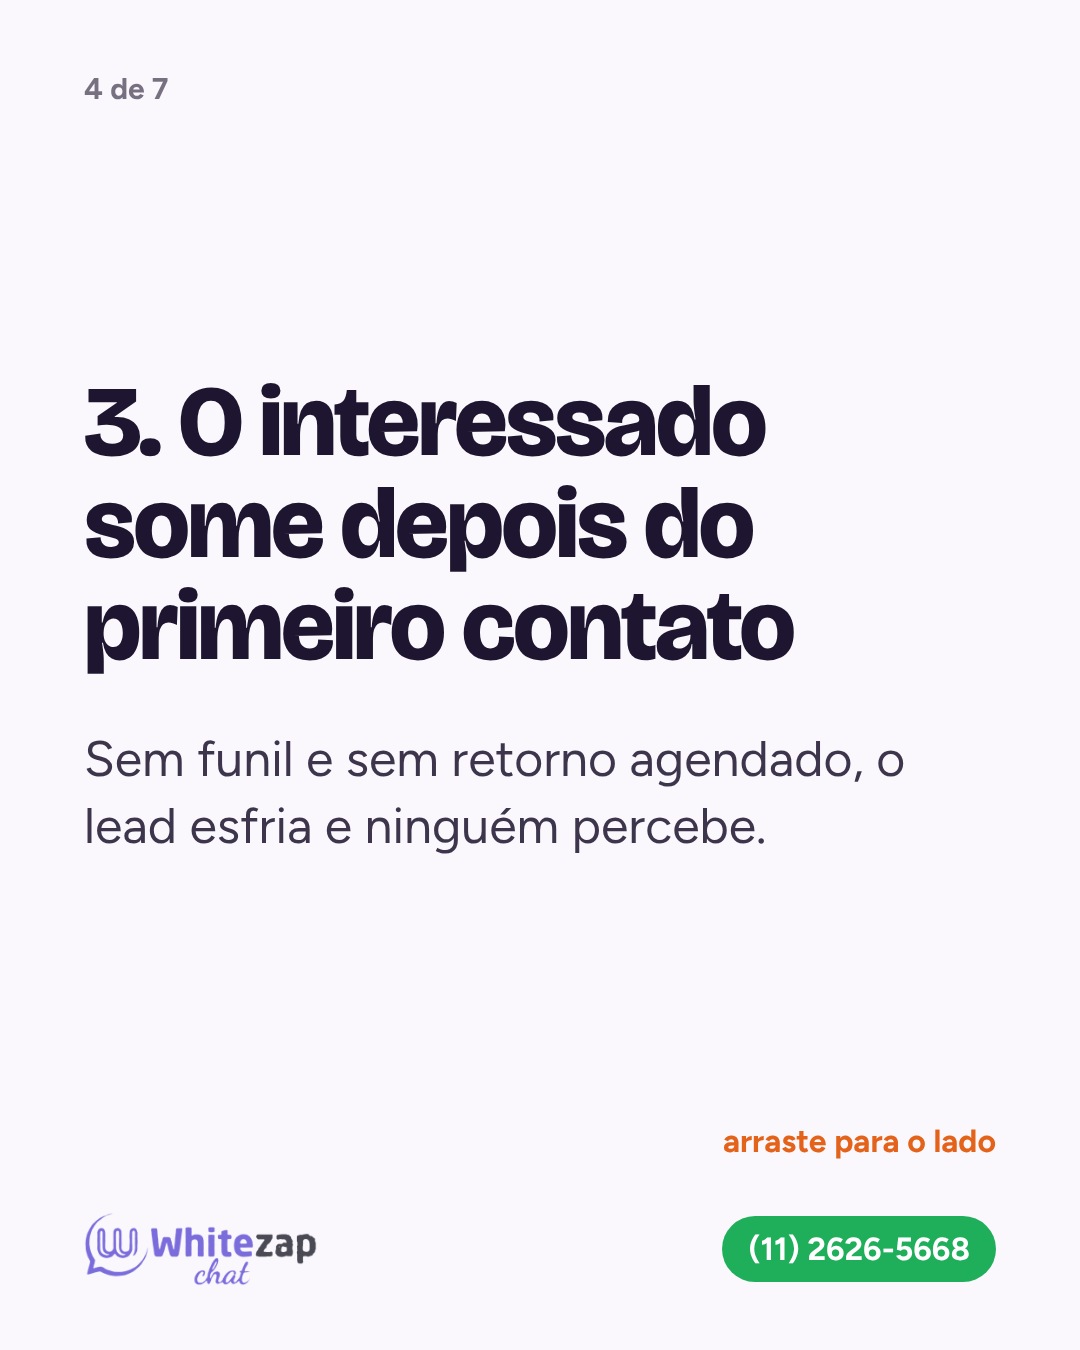 4 de 7
3. O interessado
some depois do
primeiro contato
Sem funil e sem retorno agendado, o
lead esfria e ninguém percebe.
arraste para o lado
Whitezap
chat
(11) 2626-5668